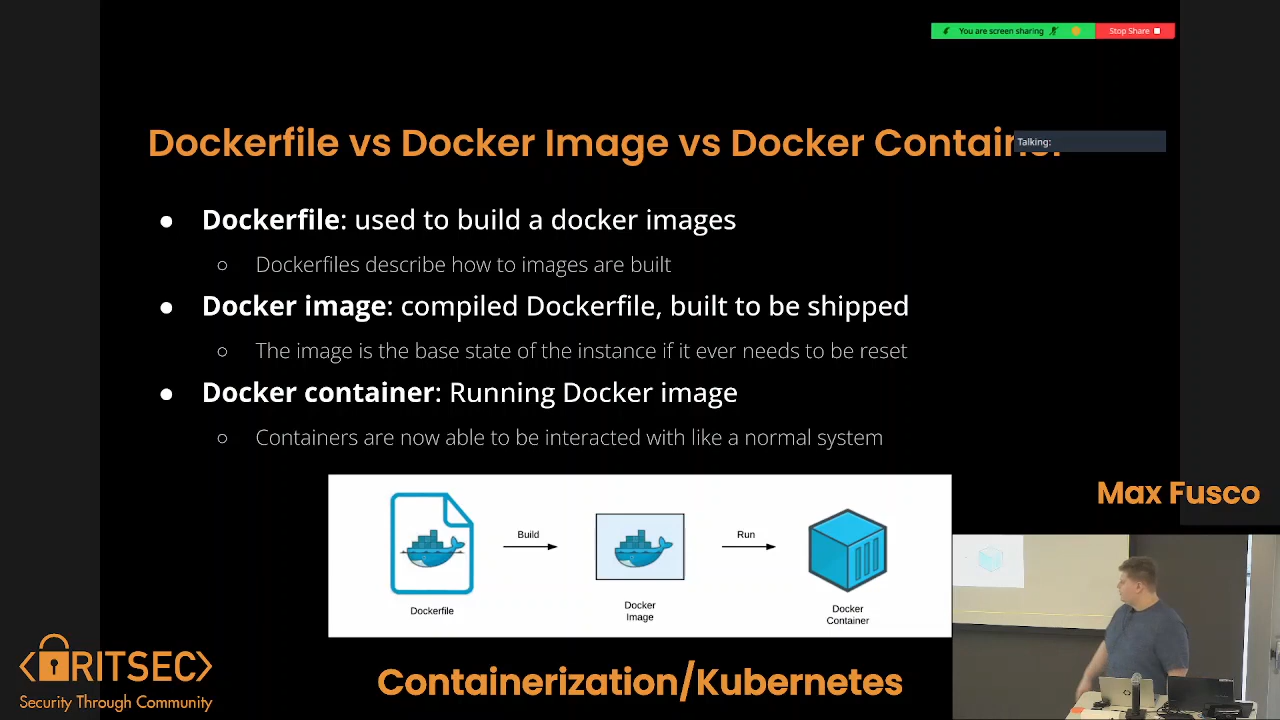 You are screen sharing
Stop Share
Dockerfile vs Docker Image vs Docker Container
Talking:
● Dockerfile: used to build a docker images
○ Dockerfiles describe how to images are built
● Docker image: compiled Dockerfile, built to be shipped
○ The image is the base state of the instance if it ever needs to be reset
● Docker container: Running Docker image
○ Containers are now able to be interacted with like a normal system
Max Fusco
Build
Run
Dockerfile
Docker
Image
Docker
Container
RITSEC
Security Through Community
Containerization/Kubernetes